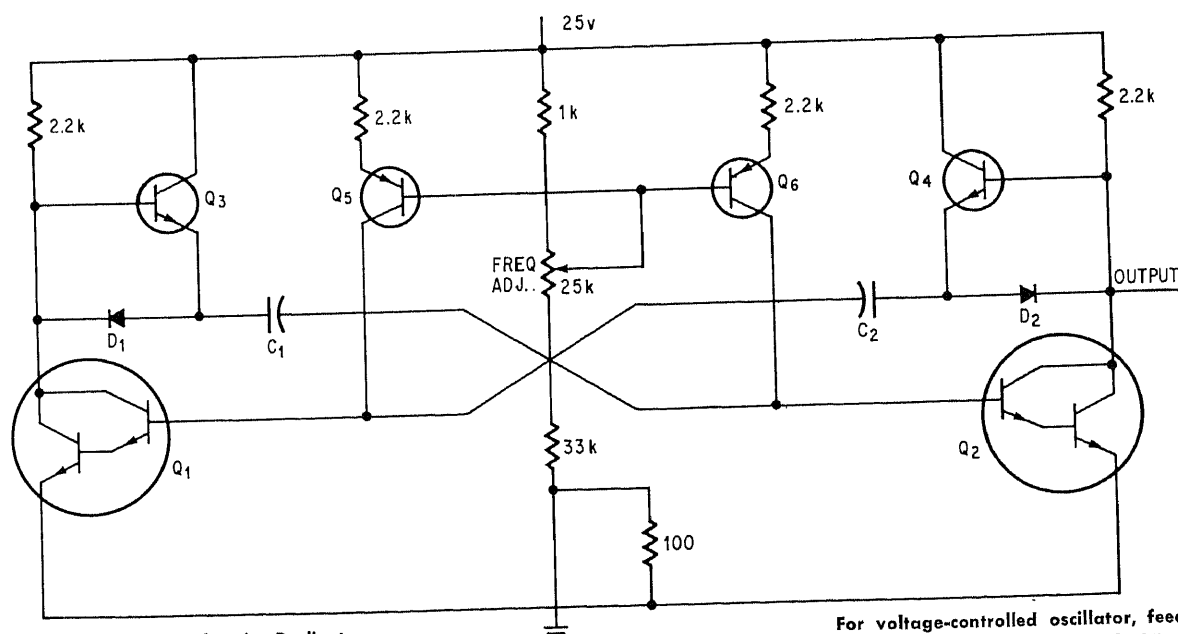 25v
2.2k
2.2k
1k
2.2k
2.2k
Q3
Q5
Q6
Q4
FREQ
ADJ..
25k
OUTPUT
D1
C1
C2
D2
Q1
33k
Q2
100
For voltage-controlled oscillator, feed